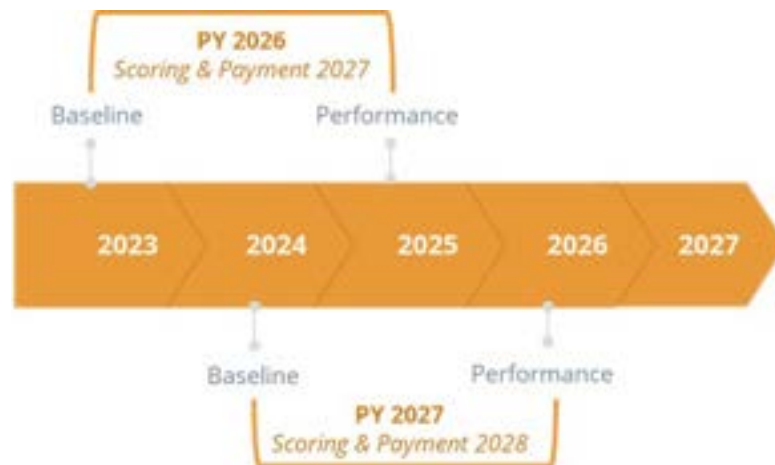 PY 2026
Scoring & Payment 2027
Baseline Performance
2023 2024 2025 2026 2027
Baseline Performance
PY 2027
Scoring & Payment 2028